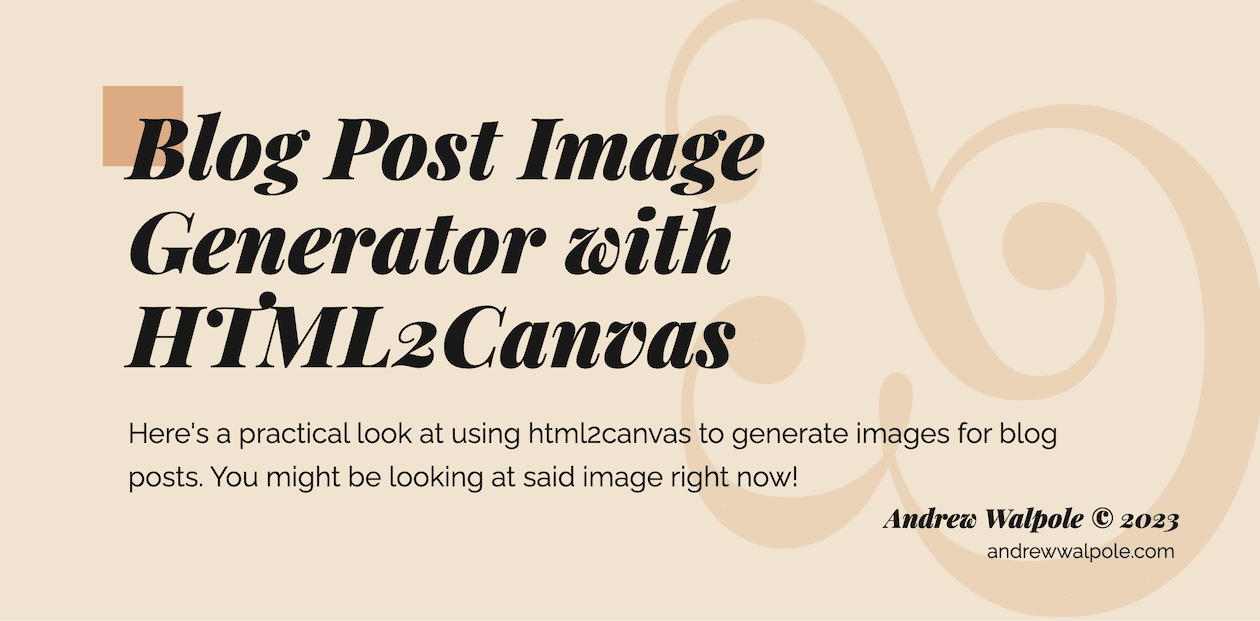 Blog Post Image
Generator with
HTML2Canvas
Here's a practical look at using html2canvas to generate images for blog
posts. You might be looking at said image right now!
Andrew Walpole © 2023
andrewwalpole.com